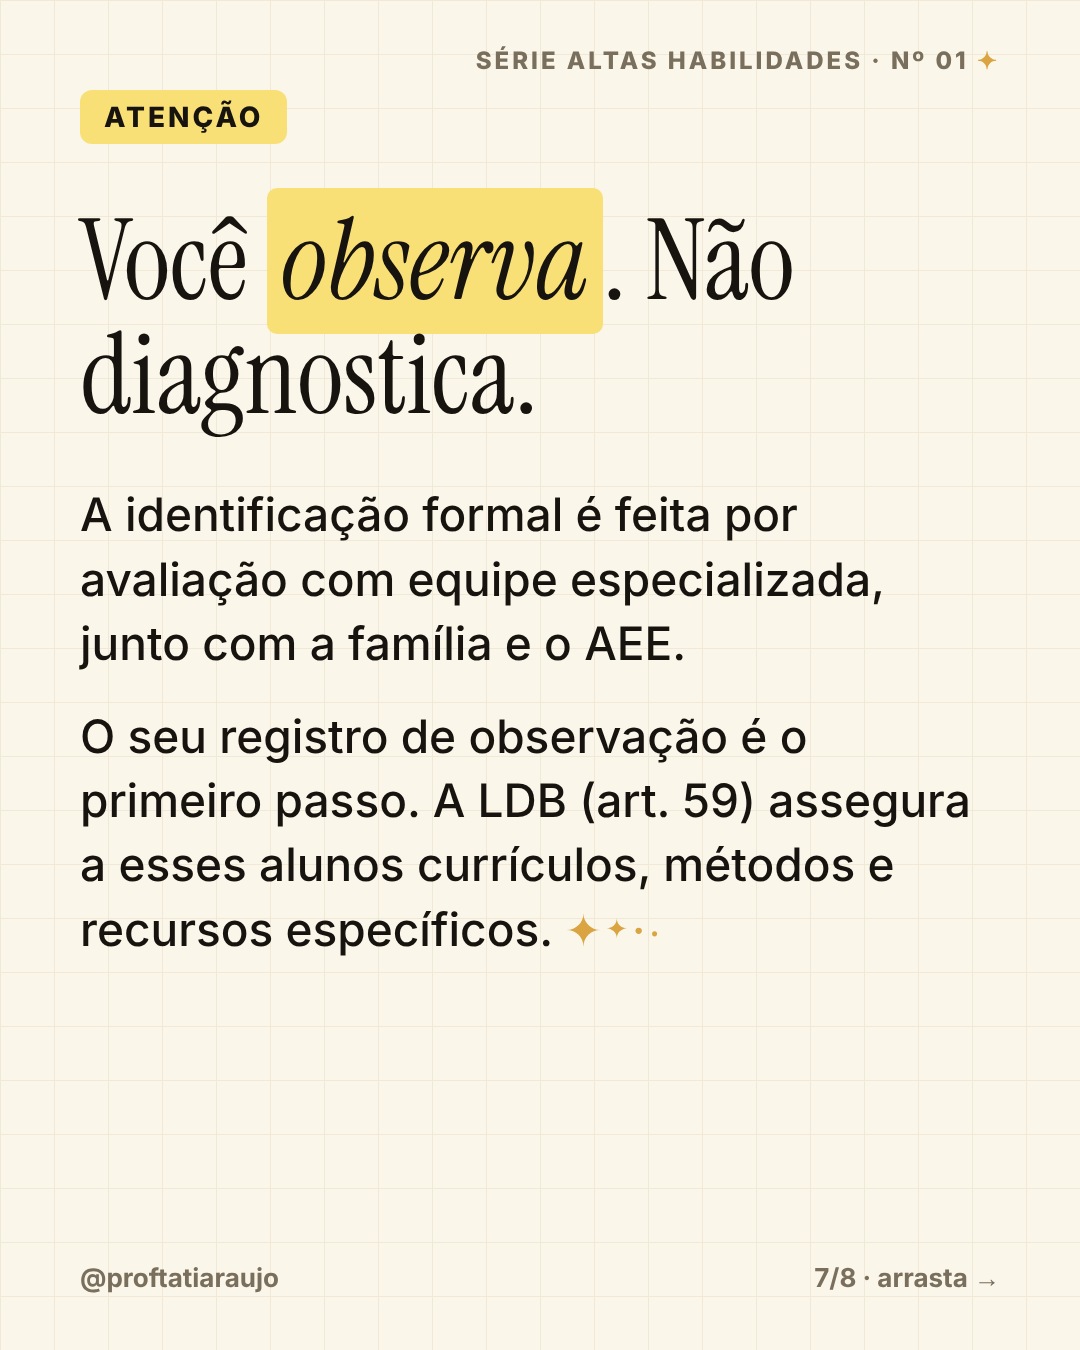 SÉRIE ALTAS HABILIDADES · Nº 01 ✦
ATENÇÃO
Você observa. Não
diagnostica.
A identificação formal é feita por
avaliação com equipe especializada,
junto com a família e o AEE.
O seu registro de observação é o
primeiro passo. A LDB (art. 59) assegura
a esses alunos currículos, métodos e
recursos específicos.
@proftatiaraujo
7/8 · arrasta →